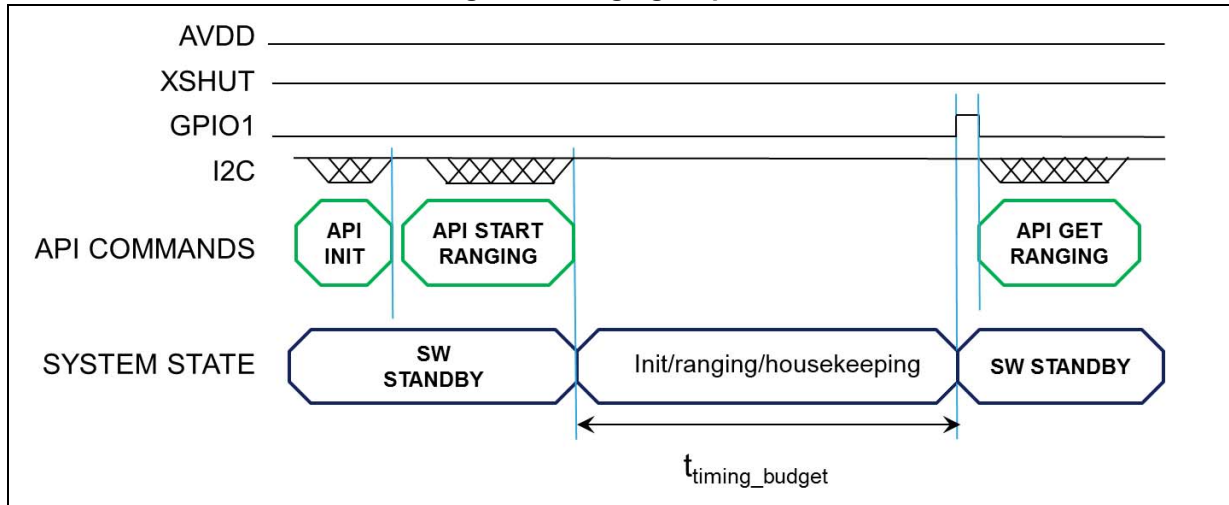 AVDD
XSHUT
GPIO1
I2C
API COMMANDS
API
INIT
API START
RANGING
API GET
RANGING
SYSTEM STATE
SW
STANDBY
Init/ranging/housekeeping
SW STANDBY
t_timing_budget